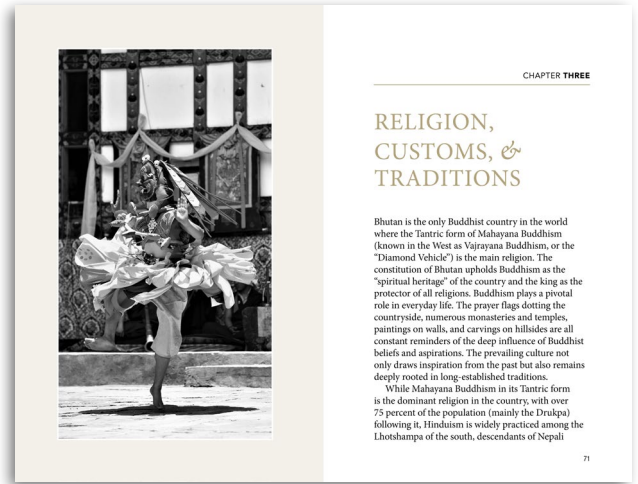 CHAPTER THREE
RELIGION,
CUSTOMS, &
TRADITIONS
Bhutan is the only Buddhist country in the world
where the Tantric form of Mahayana Buddhism
(known in the West as Vajrayana Buddhism, or the
“Diamond Vehicle”) is the main religion. The
constitution of Bhutan upholds Buddhism as the
“spiritual heritage” of the country and the king as the
protector of all religions. Buddhism plays a pivotal
role in everyday life. The prayer flags dotting the
countryside, numerous monasteries and temples,
paintings on walls, and carvings on hillsides are all
constant reminders of the deep influence of Buddhist
beliefs and aspirations. The prevailing culture not
only draws inspiration from the past but also remains
deeply rooted in long-established traditions.
While Mahayana Buddhism in its Tantric form
is the dominant religion in the country, with over
75 percent of the population (mainly the Drukpa)
following it, Hinduism is widely practiced among the
Lhotshampa of the south, descendants of Nepali
71